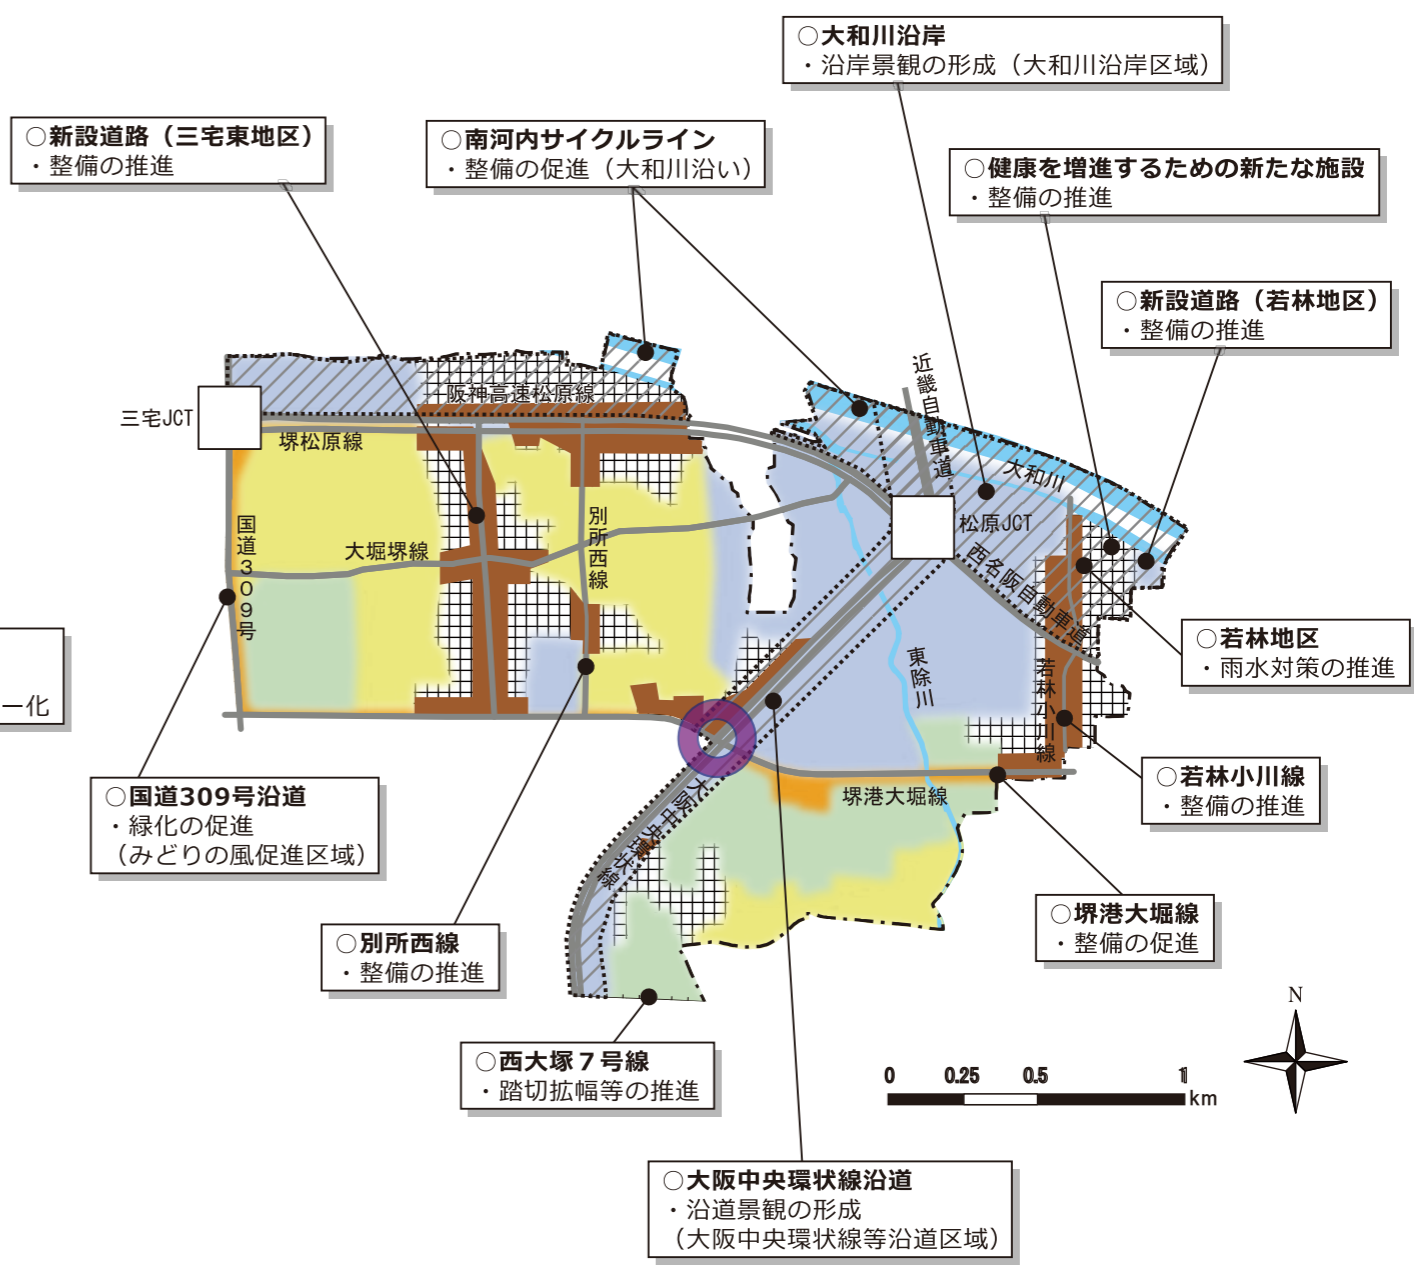 ○大和川沿岸
・沿岸景観の形成（大和川沿岸区域）
○新設道路（三宅東地区）
・整備の推進
○南河内サイクルライン
・整備の促進（大和川沿い）
○健康を増進するための新たな施設
・整備の推進
○新設道路（若林地区）
・整備の推進
近畿自動車道
阪神高速松原線
三宅JCT
堺松原線
大和川
松原JCT
国道309号
大堀堺線
別所西線
西名阪自動車道
○若林地区
・雨水対策の推進
東除川
若林小川線
ー化
○国道309号沿道
・緑化の促進
（みどりの風促進区域）
大阪中央環状線
堺港大堀線
○若林小川線
・整備の推進
○別所西線
・整備の推進
○堺港大堀線
・整備の促進
○西大塚７号線
・踏切拡幅等の推進
N
0 0.25 0.5 1
km
○大阪中央環状線沿道
・沿道景観の形成
（大阪中央環状線等沿道区域）